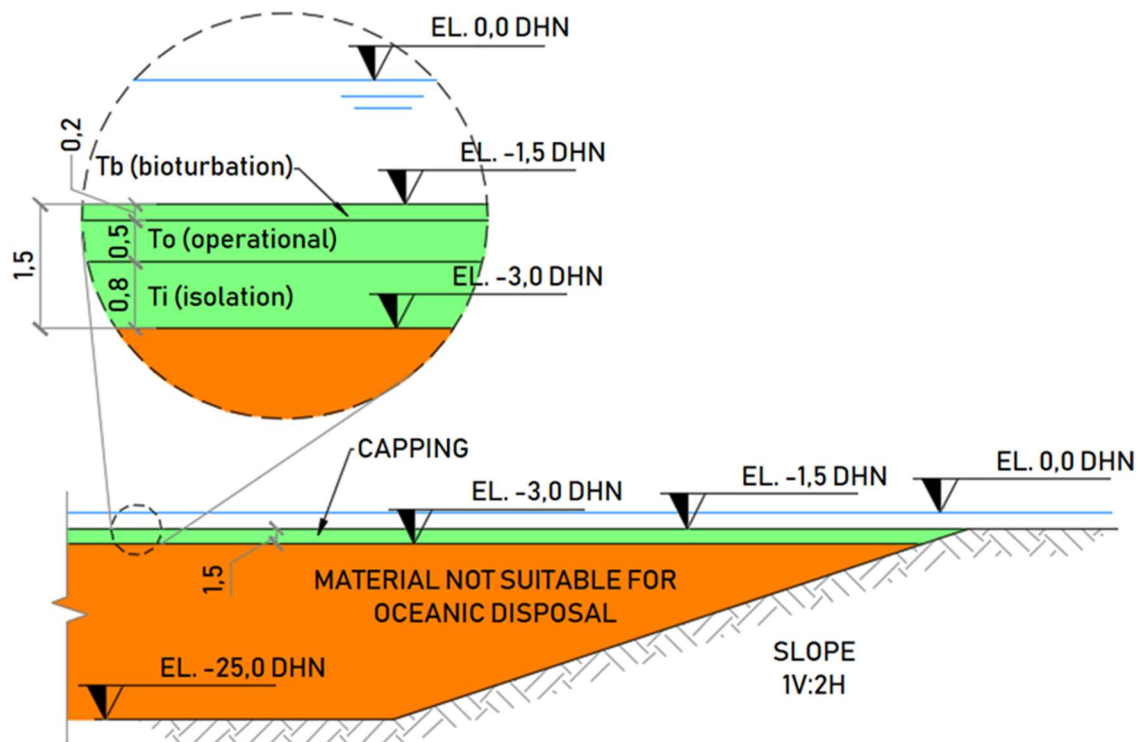 EL. 0,0 DHN
0,2
EL. -1,5 DHN
Tb (bioturbation)
1,5
0,5
To (operational)
EL. -3,0 DHN
0,8
Ti (isolation)
CAPPING
EL. -3,0 DHN
EL. -1,5 DHN
EL. 0,0 DHN
1,5
MATERIAL NOT SUITABLE FOR
OCEANIC DISPOSAL
SLOPE
1V:2H
EL. -25,0 DHN